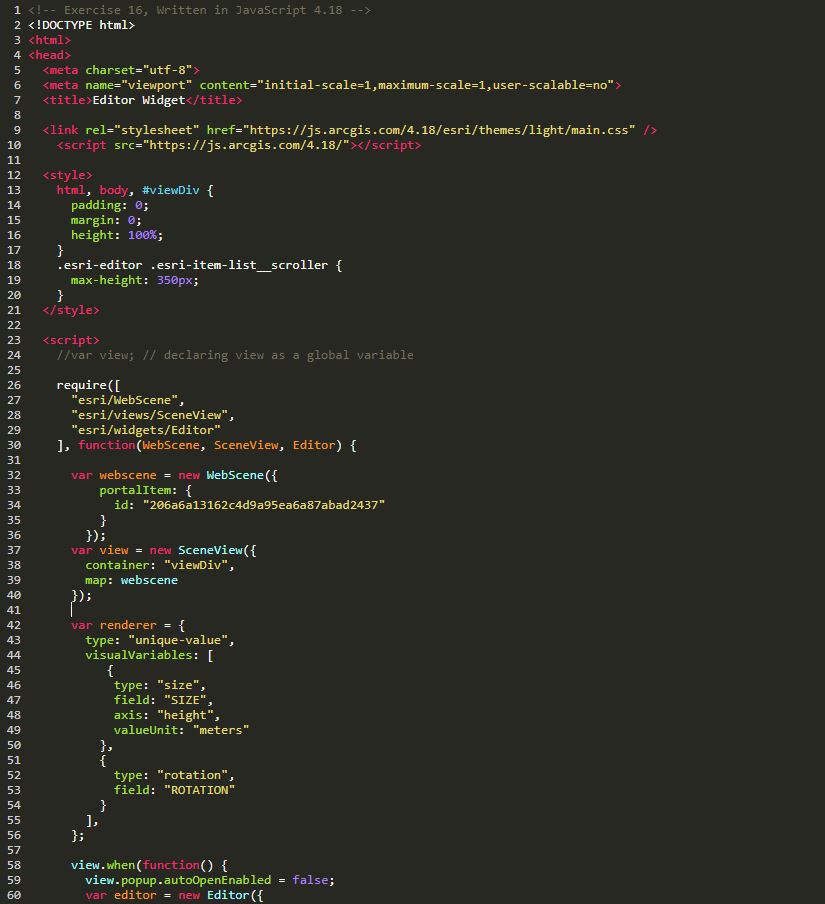 1 <!-- Exercise 16, Written in JavaScript 4.18 -->
2 <!DOCTYPE html>
3 <html>
4 <head>
5   <meta charset="utf-8">
6   <meta name="viewport" content="initial-scale=1,maximum-scale=1,user-scalable=no">
7   <title>Editor Widget</title>
8
9   <link rel="stylesheet" href="https://js.arcgis.com/4.18/esri/themes/light/main.css" />
10     <script src="https://js.arcgis.com/4.18/"></script>
11
12   <style>
13     html, body, #viewDiv {
14       padding: 0;
15       margin: 0;
16       height: 100%;
17     }
18     .esri-editor .esri-item-list__scroller {
19       max-height: 350px;
20     }
21   </style>
22
23   <script>
24     //var view; // declaring view as a global variable
25
26     require([
27       "esri/WebScene",
28       "esri/views/SceneView",
29       "esri/widgets/Editor"
30     ], function(WebScene, SceneView, Editor) {
31
32       var webscene = new WebScene({
33           portalItem: {
34             id: "206a6a13162c4d9a95ea6a87abad2437"
35           }
36         });
37       var view = new SceneView({
38         container: "viewDiv",
39         map: webscene
40       });
41
42       var renderer = {
43         type: "unique-value",
44         visualVariables: [
45            {
46             type: "size",
47             field: "SIZE",
48             axis: "height",
49             valueUnit: "meters"
50           },
51           {
52             type: "rotation",
53             field: "ROTATION"
54           }
55         ],
56       };
57
58       view.when(function() {
59         view.popup.autoOpenEnabled = false;
60         var editor = new Editor({